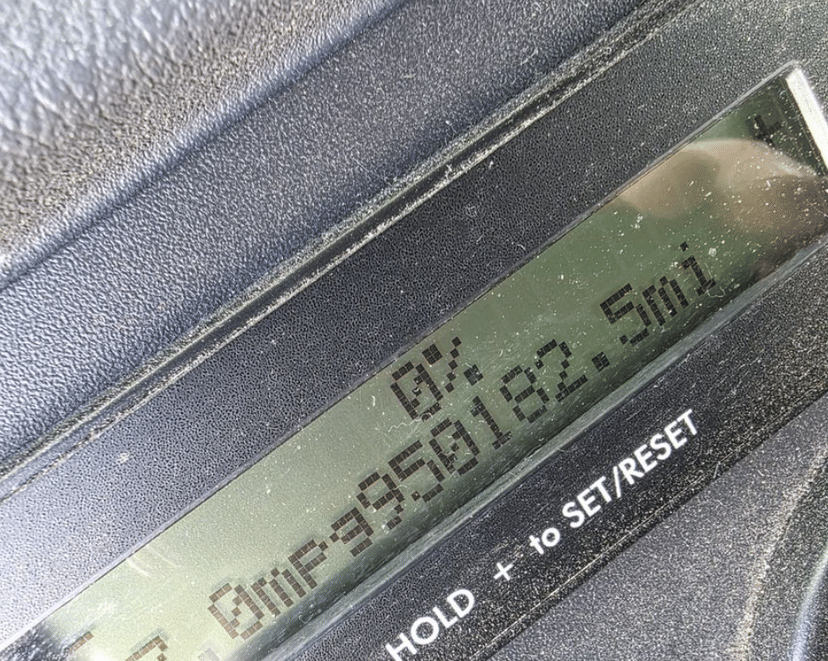 0%
.0mpg950182.5mi
HOLD + to SET/RESET